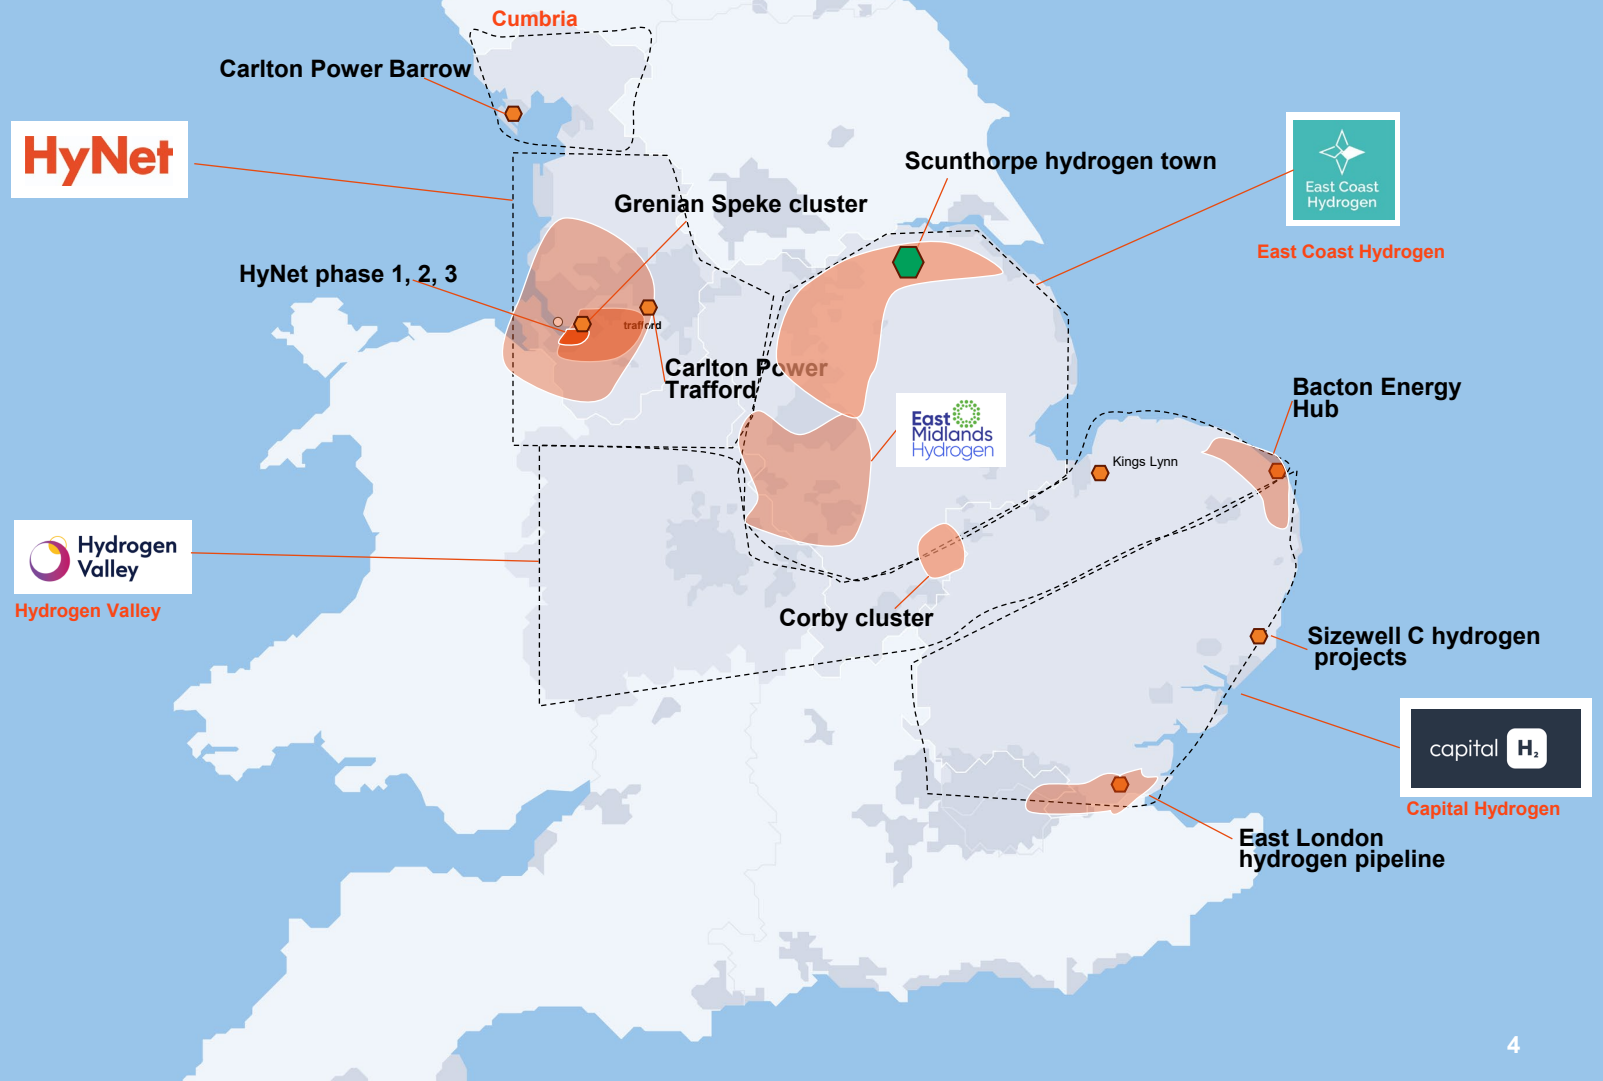 Cumbria
Carlton Power Barrow
HyNet
Scunthorpe hydrogen town
East Coast
Hydrogen
East Coast Hydrogen
Grenian Speke cluster
HyNet phase 1, 2, 3
trafford
Carlton Power
Trafford
Bacton Energy
Hub
East
Midlands
Hydrogen
Kings Lynn
Hydrogen
Valley
Hydrogen Valley
Corby cluster
Sizewell C hydrogen
projects
capital H₂
Capital Hydrogen
East London
hydrogen pipeline
4